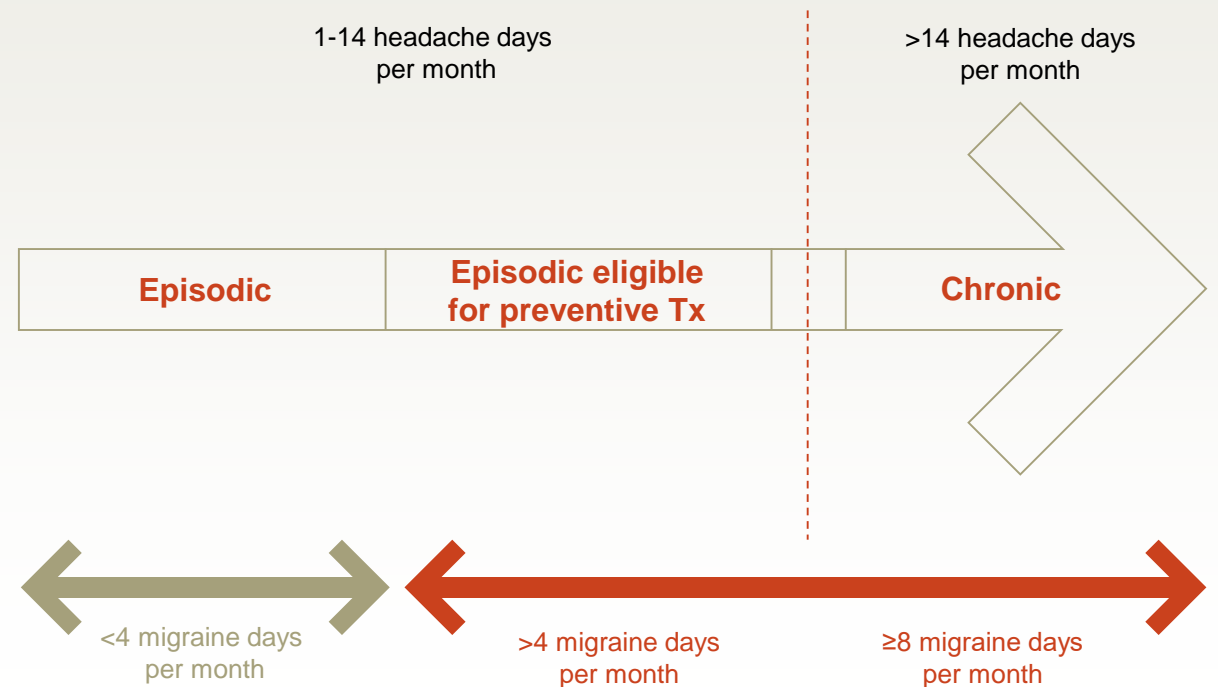 1-14 headache days
per month
>14 headache days
per month
Episodic
Episodic eligible
for preventive Tx
Chronic
<4 migraine days
per month
>4 migraine days
per month
≥8 migraine days
per month